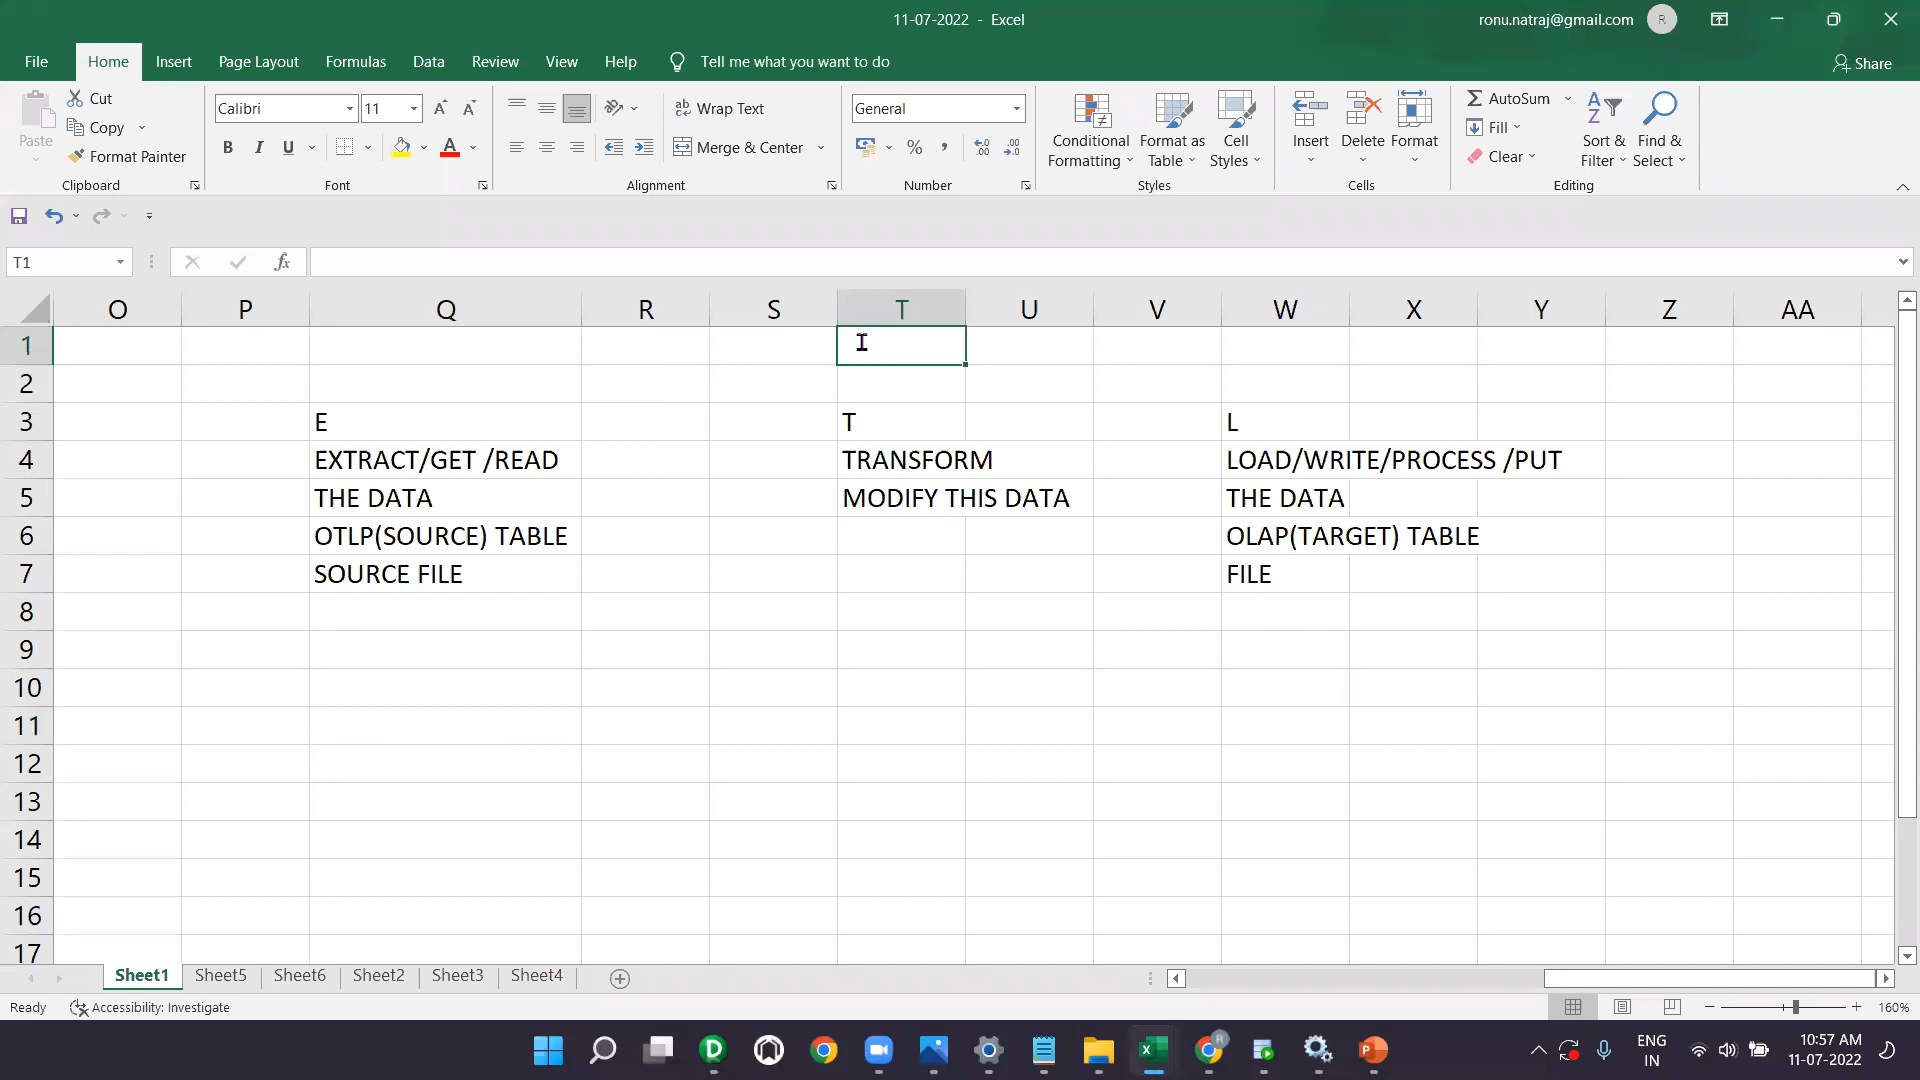 11-07-2022 - Excel
ronu.natraj@gmail.com R
File Home Insert Page Layout Formulas Data Review View Help Tell me what you want to do Share
Paste
Cut
Copy
Format Painter
Clipboard
Calibri 11
B I U
Font
Wrap Text
Merge & Center
Alignment
General
Number
Conditional Formatting
Format as Table
Cell Styles
Styles
Insert Delete Format
Cells
AutoSum
Fill
Clear
Sort & Filter
Find & Select
Editing
T1
fx
O P Q R S T U V W X Y Z AA
1
2
3 E T L
4 EXTRACT/GET /READ TRANSFORM LOAD/WRITE/PROCESS /PUT
5 THE DATA MODIFY THIS DATA THE DATA
6 OTLP(SOURCE) TABLE OLAP(TARGET) TABLE
7 SOURCE FILE FILE
8
9
10
11
12
13
14
15
16
17
Sheet1 Sheet5 Sheet6 Sheet2 Sheet3 Sheet4
Ready Accessibility: Investigate 160%
ENG 10:57 AM
IN 11-07-2022